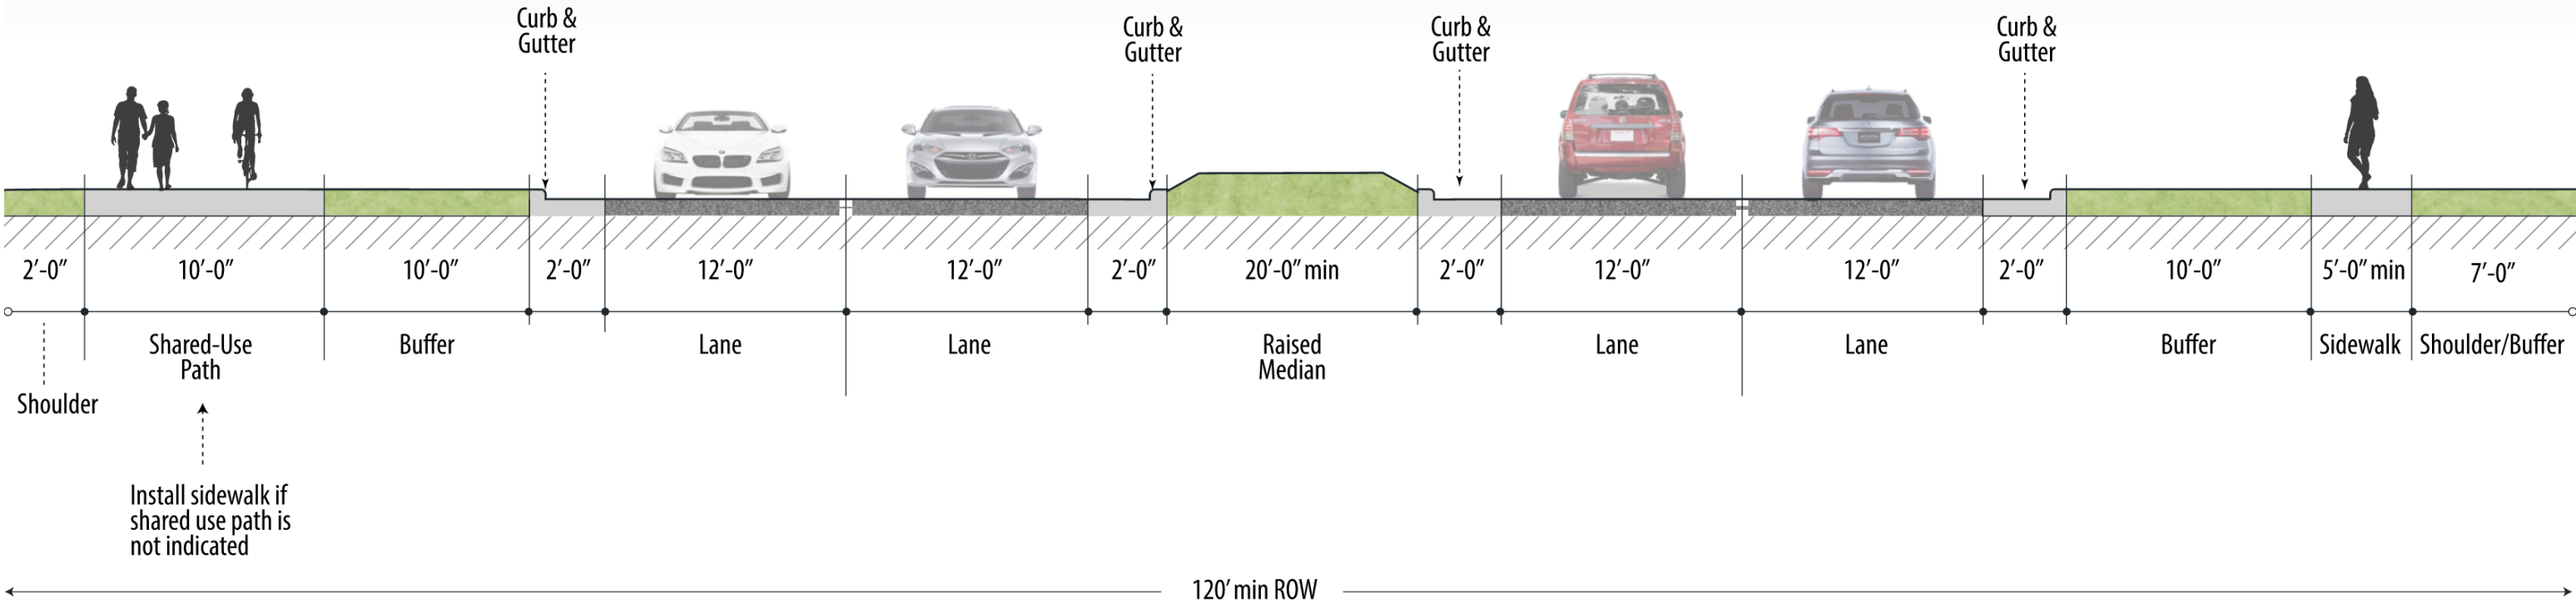 Curb &
Gutter
Curb &
Gutter
Curb &
Gutter
Curb &
Gutter
2’-0”
10’-0”
10’-0”
2’-0”
12’-0”
12’-0”
2’-0”
20’-0” min
2’-0”
12’-0”
12’-0”
2’-0”
10’-0”
5’-0” min
7’-0”
Shared-Use
Path
Buffer
Lane
Lane
Raised
Median
Lane
Lane
Buffer
Sidewalk
Shoulder/Buffer
Shoulder
Install sidewalk if
shared use path is
not indicated
120’ min ROW